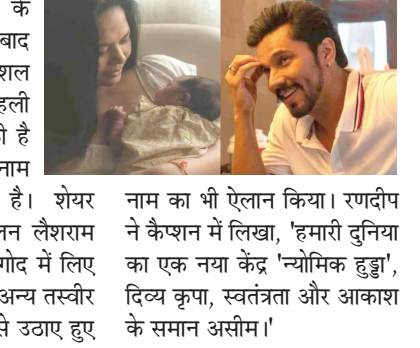 के
बाद
शल
हली
है
नाम
है। शेयर
लैशराम
गोद में लिए
अन्य तस्वीर
से उठाए हुए
नाम का भी ऐलान किया। रणदीप
ने कैप्शन में लिखा, 'हमारी दुनिया
का एक नया केंद्र 'न्योमिक हुड्डा',
दिव्य कृपा, स्वतंत्रता और आकाश
के समान असीम।'